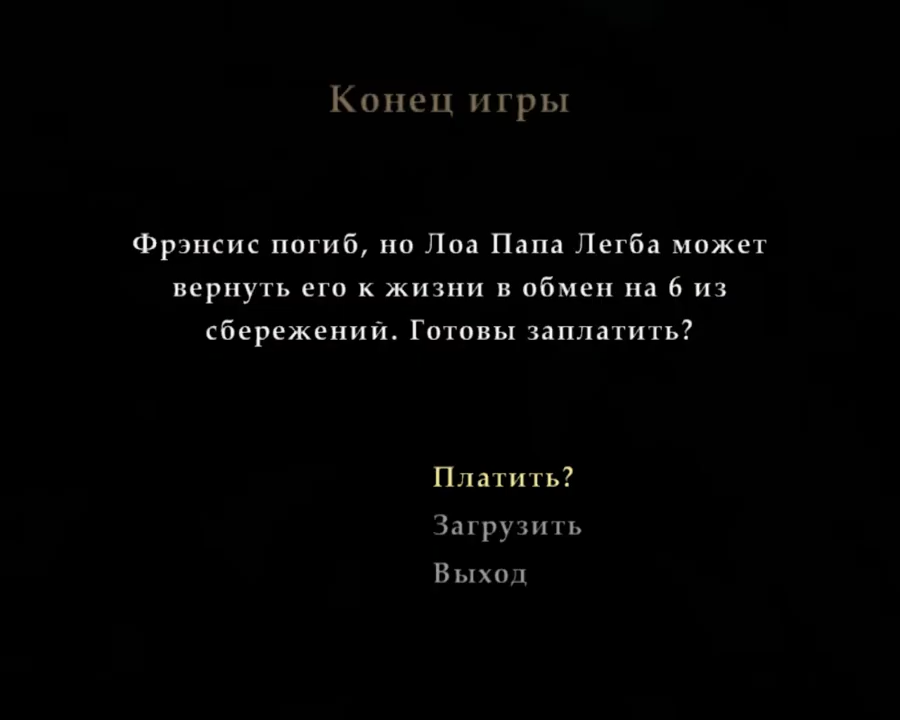 Конец игры
Фрэнсис погиб, но Лоа Папа Легба может
вернуть его к жизни в обмен на 6 из
сбережений. Готовы заплатить?
Платить?
Загрузить
Выход